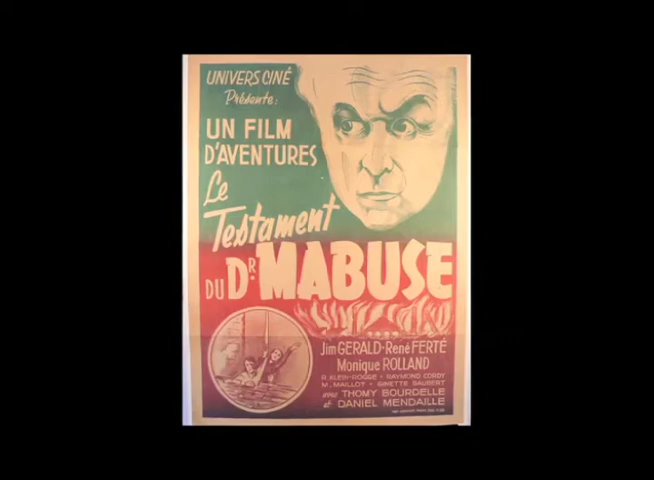 UNIVERS CINÉ
Présente:
UN FILM
D'AVENTURES
Le
Testament
DU DR. MABUSE
Jim GERALD-René FERTÉ
Monique ROLLAND
R. KLEIN-ROGGE • RAYMOND CORDY
M. MAILLOT • GINETTE GAUBERT
avec THOMY BOURDELLE
et DANIEL MENDAILLE